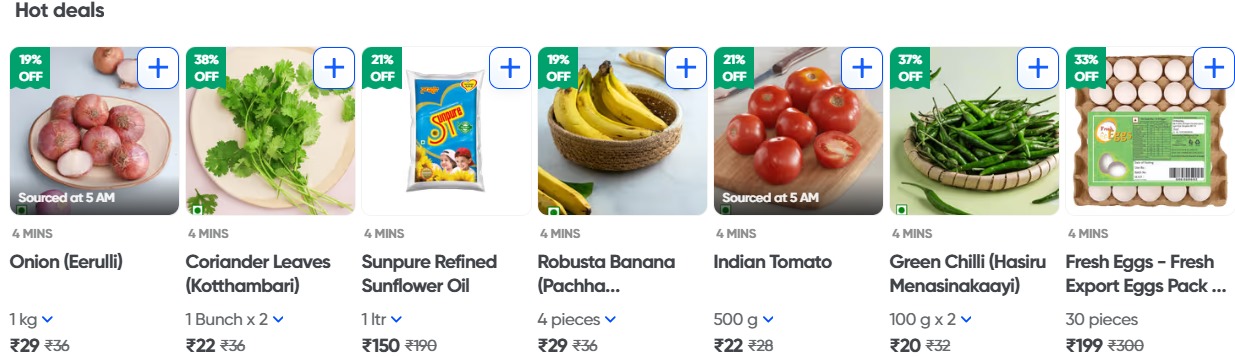 Hot deals
19%
OFF
Sourced at 5 AM
4 MINS
Onion (Eerulli)
1 kg
₹29 ₹36
38%
OFF
4 MINS
Coriander Leaves
(Kotthambari)
1 Bunch x 2
₹22 ₹36
21%
OFF
Sunpure
4 MINS
Sunpure Refined
Sunflower Oil
1 ltr
₹150 ₹190
19%
OFF
4 MINS
Robusta Banana
(Pachha...
4 pieces
₹29 ₹36
21%
OFF
Sourced at 5 AM
4 MINS
Indian Tomato
500 g
₹22 ₹28
37%
OFF
4 MINS
Green Chilli (Hasiru
Menasinakaayi)
100 g x 2
₹20 ₹32
33%
OFF
Fresh
Eggs
4 MINS
Fresh Eggs - Fresh
Export Eggs Pack ...
30 pieces
₹199 ₹300